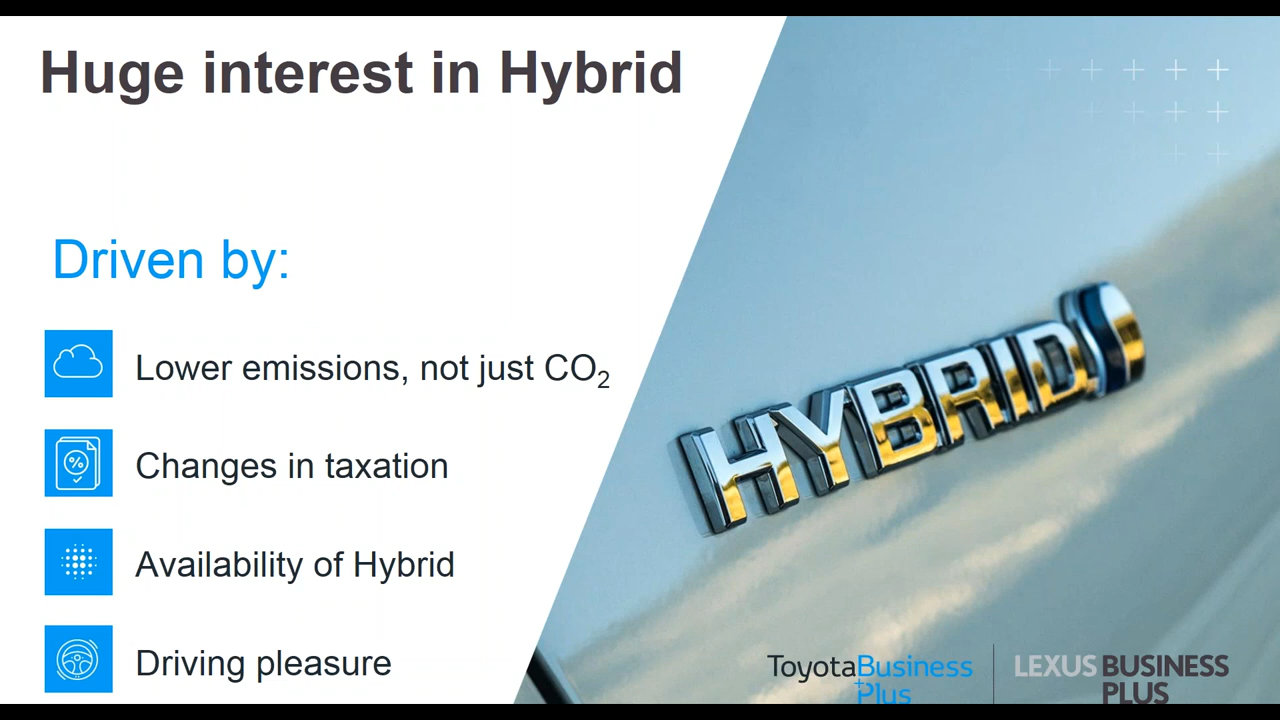 Huge interest in Hybrid
Driven by:
Lower emissions, not just CO₂
%
Changes in taxation
Availability of Hybrid
Driving pleasure
HYBRID
ToyotaBusiness
+Plus
LEXUS BUSINESS
PLUS